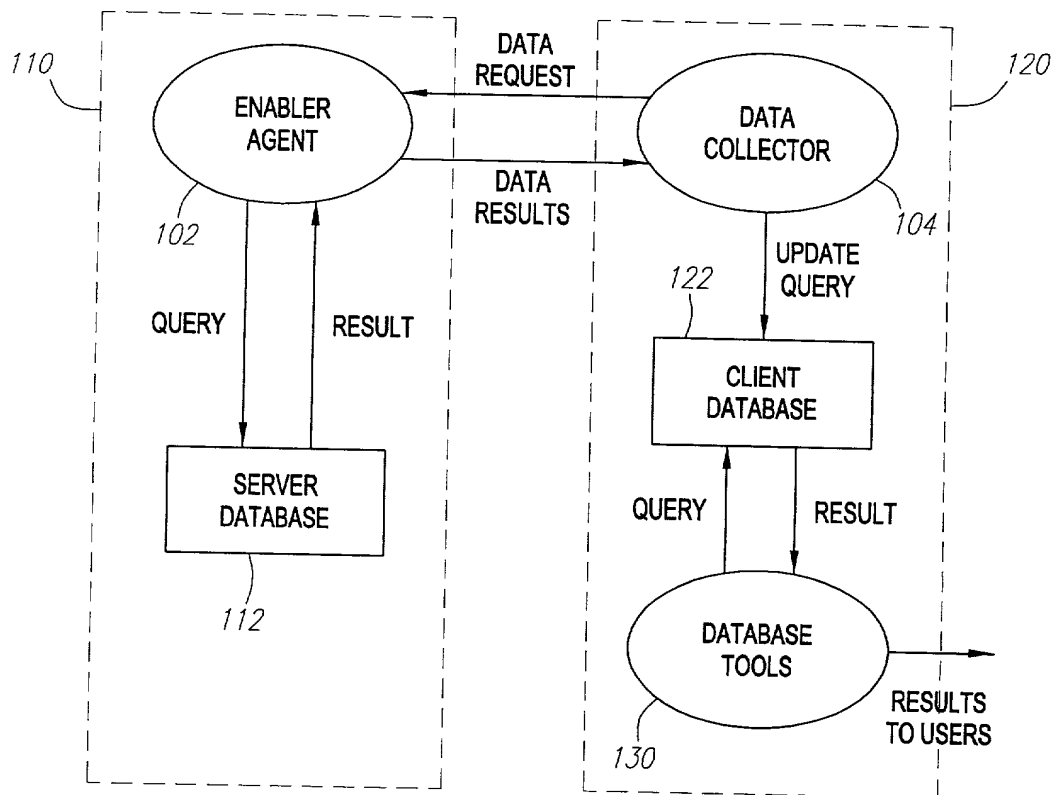 110
ENABLER
AGENT
102
DATA
REQUEST
DATA
RESULTS
120
DATA
COLLECTOR
104
UPDATE
QUERY
122
QUERY
RESULT
CLIENT
DATABASE
SERVER
DATABASE
112
QUERY
RESULT
DATABASE
TOOLS
130
RESULTS
TO USERS